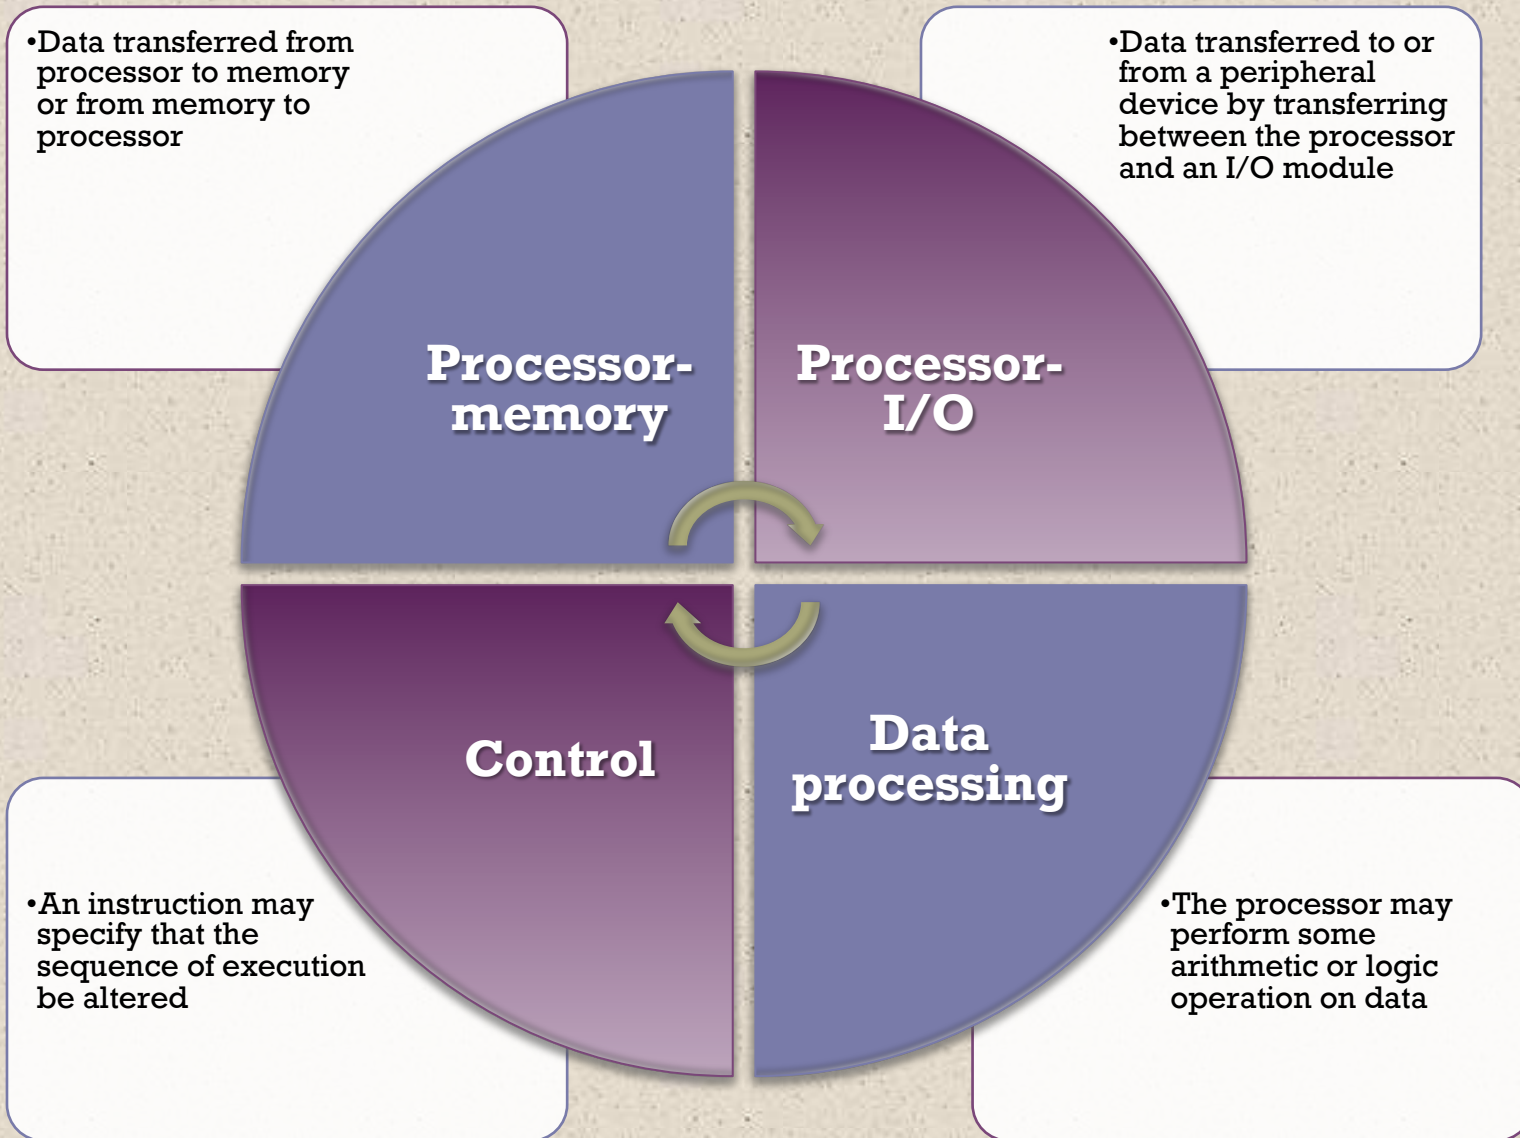 •Data transferred from
processor to memory
or from memory to
processor
•Data transferred to or
from a peripheral
device by transferring
between the processor
and an I/O module
Processor-
memory
Processor-
I/O
Control
Data
processing
•An instruction may
specify that the
sequence of execution
be altered
•The processor may
perform some
arithmetic or logic
operation on data